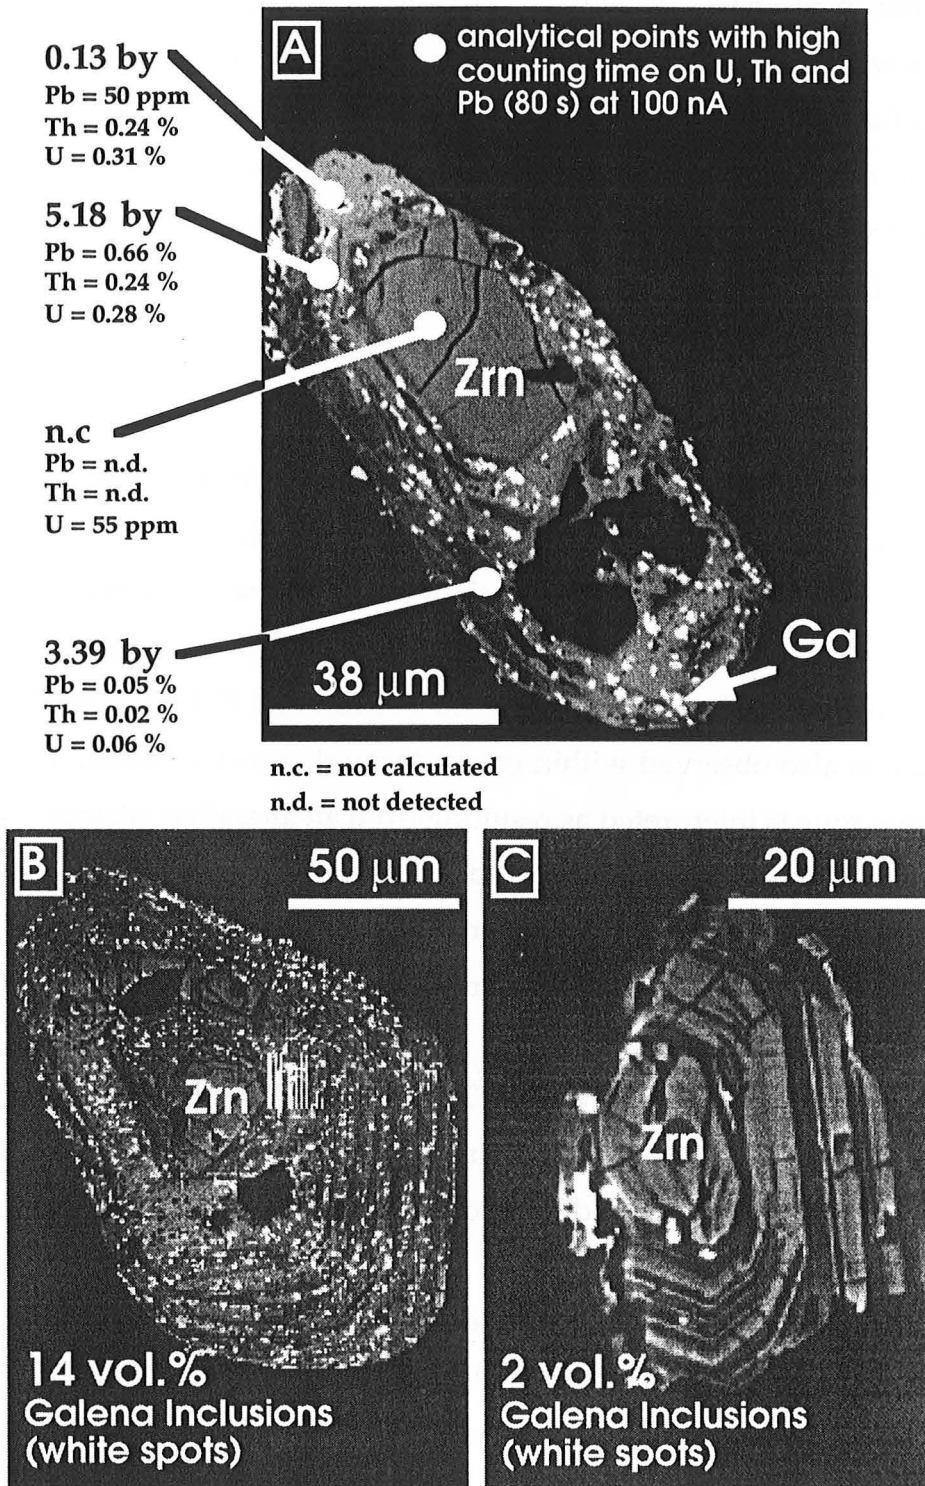 A
analytical points with high
counting time on U, Th and
Pb (80 s) at 100 nA
0.13 by
Pb = 50 ppm
Th = 0.24 %
U = 0.31 %
5.18 by
Pb = 0.66 %
Th = 0.24 %
U = 0.28 %
n.c
Pb = n.d.
Th = n.d.
U = 55 ppm
3.39 by
Pb = 0.05 %
Th = 0.02 %
U = 0.06 %
Zrn
Ga
38 µm
n.c. = not calculated
n.d. = not detected
B
50 µm
Zrn
14 vol.%
Galena Inclusions
(white spots)
C
20 µm
Zrn
2 vol.%
Galena Inclusions
(white spots)